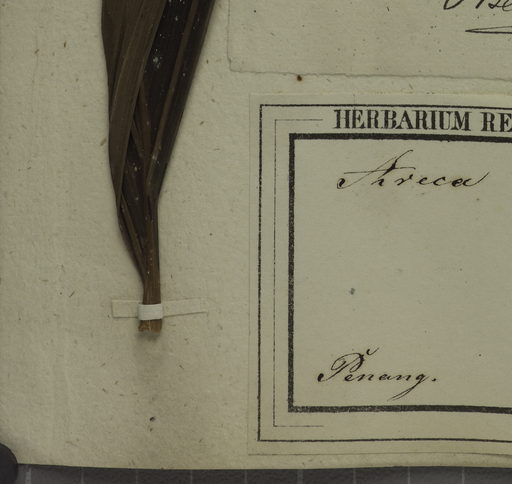 HERBARIUM RE
Areca
Penang.